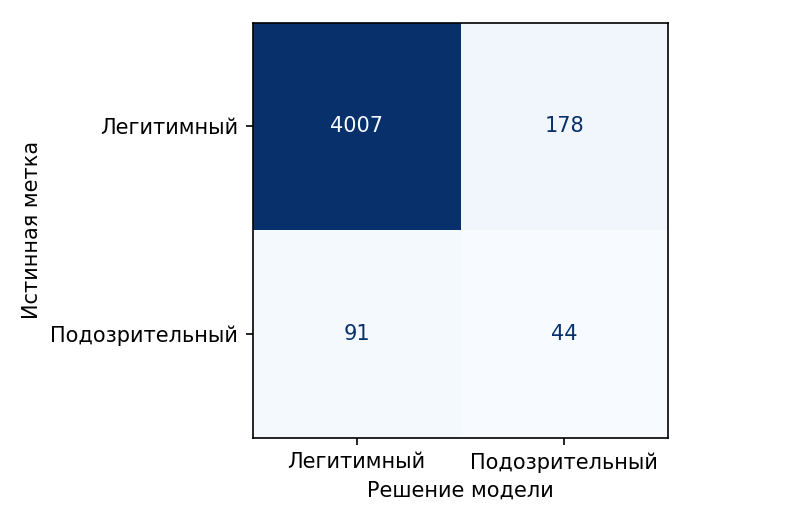 Истинная метка
Легитимный
4007
178
Подозрительный
91
44
Легитимный
Подозрительный
Решение модели